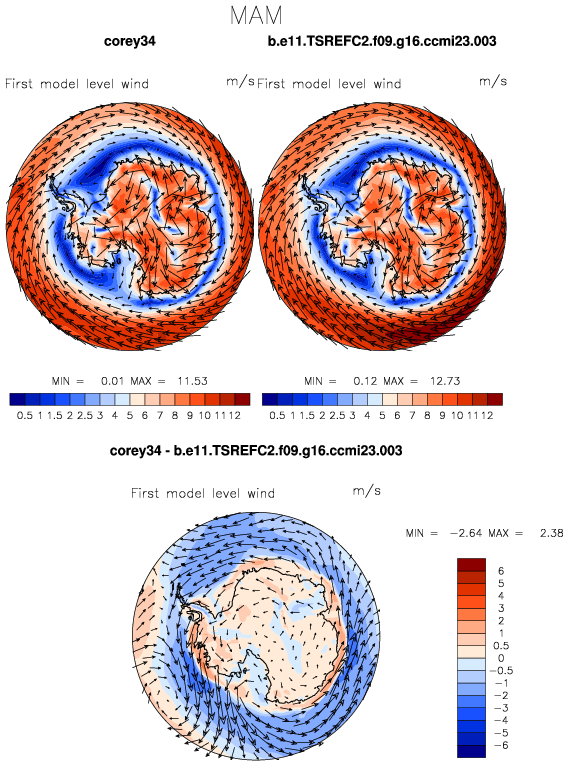 MAM
corey34
b.e11.TSREFC2.f09.g16.ccmi23.003
First model level wind m/s
First model level wind m/s
MIN = 0.01 MAX = 11.53
MIN = 0.12 MAX = 12.73
0.5 1 1.5 2 2.5 3 4 5 6 7 8 9 10 11 12
0.5 1 1.5 2 2.5 3 4 5 6 7 8 9 10 11 12
corey34 - b.e11.TSREFC2.f09.g16.ccmi23.003
First model level wind m/s
MIN = −2.64 MAX = 2.38
6
5
4
3
2
1
0.5
0
−0.5
−1
−2
−3
−4
−5
−6